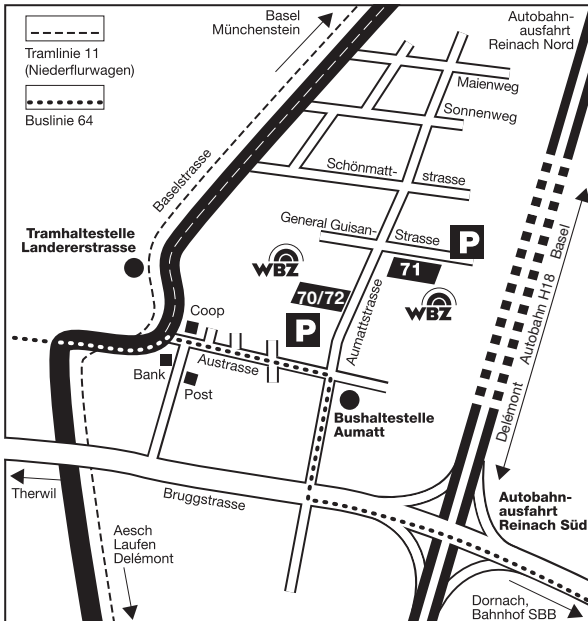 Basel
Münchenstein
Autobahn-
ausfahrt
Reinach Nord
Tramlinie 11
(Niederflurwagen)
Buslinie 64
Maienweg
Sonnenweg
Baselstrasse
Schönmatt-
strasse
General Guisan-
Strasse
P
Tramhaltestelle
Landererstrasse
WBZ
71
70/72
WBZ
P
Coop
Aumattstrasse
Delémont Autobahn H18 Basel
Austrasse
Bank
Post
Bushaltestelle
Aumatt
Therwil
Bruggstrasse
Autobahn-
ausfahrt
Reinach Süd
Aesch
Laufen
Delémont
Dornach,
Bahnhof SBB